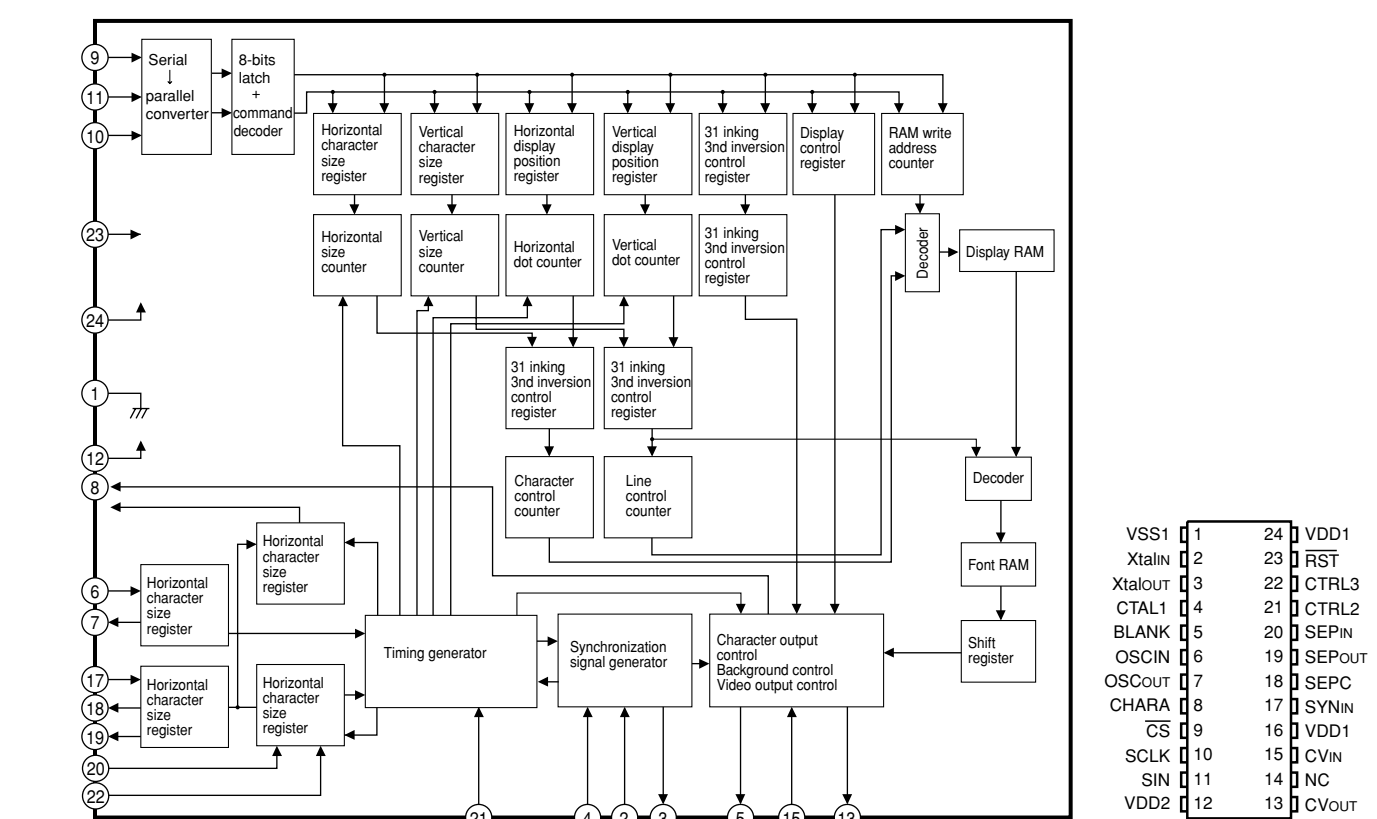 9
11
10
23
24
1
12
8
6
7
17
18
19
20
22
Serial
↓
parallel
converter
8-bits
latch
+
command
decoder
Horizontal
character
size
register
Vertical
character
size
register
Horizontal
display
position
register
Vertical
display
position
register
31 inking
3nd inversion
control
register
Display
control
register
RAM write
address
counter
Horizontal
size
counter
Vertical
size
counter
Horizontal
dot counter
Vertical
dot counter
31 inking
3nd inversion
control
register
Decoder
Display RAM
31 inking
3nd inversion
control
register
31 inking
3nd inversion
control
register
Character
control
counter
Line
control
counter
Decoder
Font RAM
Shift
register
Horizontal
character
size
register
Horizontal
character
size
register
Horizontal
character
size
register
Horizontal
character
size
register
Timing generator
Synchronization
signal generator
Character output
control
Background control
Video output control
21
4
2
3
5
15
13
VSS1 1 24 VDD1
XtalIN 2 23 RST
XtalOUT 3 22 CTRL3
CTAL1 4 21 CTRL2
BLANK 5 20 SEPIN
OSCIN 6 19 SEPOUT
OSCOUT 7 18 SEPC
CHARA 8 17 SYNIN
CS 9 16 VDD1
SCLK 10 15 CVIN
SIN 11 14 NC
VDD2 12 13 CVOUT